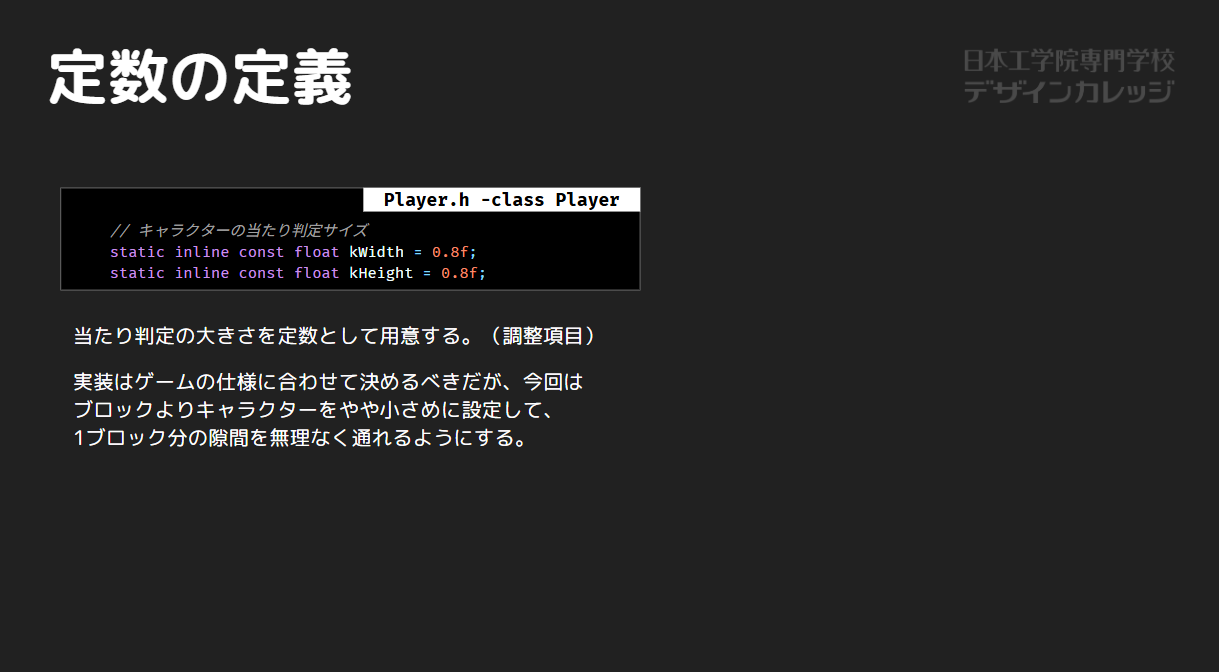 定数の定義
日本工学院専門学校
デザインカレッジ
Player.h -class Player
// キャラクターの当たり判定サイズ
static inline const float kWidth = 0.8f;
static inline const float kHeight = 0.8f;
当たり判定の大きさを定数として用意する。（調整項目）
実装はゲームの仕様に合わせて決めるべきだが、今回は
ブロックよりキャラクターをやや小さめに設定して、
1ブロック分の隙間を無理なく通れるようにする。